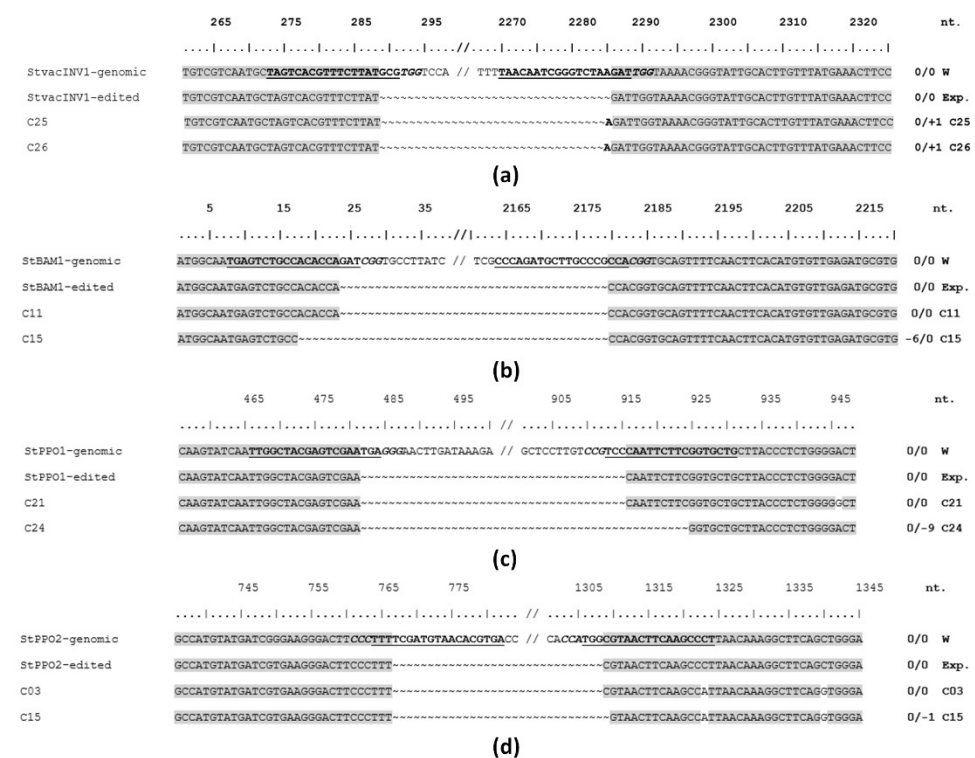 265 275 285 295 2270 2280 2290 2300 2310 2320 nt.
StvacINV1-genomic TGTCGTCAATGCTAGTCACGTTTCTTATGCGTGGTCCA // TTTTAACAATCGGGTCTAAGATTGGTAAAACGGGTATTGCACTTGTTTATGAAACTTCC 0/0 W
StvacINV1-edited TGTCGTCAATGCTAGTCACGTTTCTTAT~~~~~~~~~~~~~~~~~~~~~~~~~~~~~~~~~GATTGGTAAAACGGGTATTGCACTTGTTTATGAAACTTCC 0/0 Exp.
C25 TGTCGTCAATGCTAGTCACGTTTCTTAT~~~~~~~~~~~~~~~~~~~~~~~~~~~~~~~~AGATTGGTAAAACGGGTATTGCACTTGTTTATGAAACTTCC 0/+1 C25
C26 TGTCGTCAATGCTAGTCACGTTTCTTAT~~~~~~~~~~~~~~~~~~~~~~~~~~~~~~~~AGATTGGTAAAACGGGTATTGCACTTGTTTATGAAACTTCC 0/+1 C26
(a)
5 15 25 35 2165 2175 2185 2195 2205 2215 nt.
StBAM1-genomic ATGGCAATGAGTCTGCCACACACCAGATCGGTGCCTTATC // TCGCCCAGATGCTTGCCCGCCACGGTGCAGTTTTCAACTTCACATGTGTTGAGATGCGTG 0/0 W
StBAM1-edited ATGGCAATGAGTCTGCCACACACCA~~~~~~~~~~~~~~~~~~~~~~~~~~~~~~~~~~~~~~CCACGGTGCAGTTTTCAACTTCACATGTGTTGAGATGCGTG 0/0 Exp.
C11 ATGGCAATGAGTCTGCCACACACCA~~~~~~~~~~~~~~~~~~~~~~~~~~~~~~~~~~~~~~CCACGGTGCAGTTTTCAACTTCACATGTGTTGAGATGCGTG 0/0 C11
C15 ATGGCAATGAGTCTGCC~~~~~~~~~~~~~~~~~~~~~~~~~~~~~~~~~~~~~~~~~~~~CCACGGTGCAGTTTTCAACTTCACATGTGTTGAGATGCGTG -6/0 C15
(b)
465 475 485 495 // 905 915 925 935 945 nt.
StPPO1-genomic CAAGTATCAATTGGCTACGAGTCGAATGAGGGAACTTGATAAAGA // GCTCCTTGTCCGTCCCAATTCTTCGGTGCTGCTTACCCTCTGGGGACT 0/0 W
StPPO1-edited CAAGTATCAATTGGCTACGAGTCGAA~~~~~~~~~~~~~~~~~~~~~~~~~~~~~~~~~~~~~~CAATTCTTCGGTGCTGCTTACCCTCTGGGGACT 0/0 Exp.
C21 CAAGTATCAATTGGCTACGAGTCGAA~~~~~~~~~~~~~~~~~~~~~~~~~~~~~~~~~~~~~~CAATTCTTCGGTGCTGCTTACCCTCTGGGGGCT 0/0 C21
C24 CAAGTATCAATTGGCTACGAGTCGAA~~~~~~~~~~~~~~~~~~~~~~~~~~~~~~~~~~~~~~~~~~~~~~~GGTGCTGCTTACCCTCTGGGGACT 0/-9 C24
(c)
745 755 765 775 // 1305 1315 1325 1335 1345 nt.
StPPO2-genomic GCCATGTATGATCGGGAAGGGACTTCCCTTTTCGATGTAACACGTGACC // CACCATGGCGTAACTTCAAGCCCTTAACAAAGGCTTCAGCTGGGA 0/0 W
StPPO2-edited GCCATGTATGATCGTGAAGGGACTTCCCTTT~~~~~~~~~~~~~~~~~~~~~~~~~~~~~~CGTAACTTCAAGCCCTTAACAAAGGCTTCAGCTGGGA 0/0 Exp.
C03 GCCATGTATGATCGTGAAGGGACTTCCCTTT~~~~~~~~~~~~~~~~~~~~~~~~~~~~~~CGTAACTTCAAGCCATTAACAAAGGCTTCAGGTGGGA 0/0 C03
C15 GCCATGTATGATCGTGAAGGGACTTCCCTTT~~~~~~~~~~~~~~~~~~~~~~~~~~~~~~~GTAACTTCAAGCCATTAACAAAGGCTTCAGGTGGGA 0/-1 C15
(d)